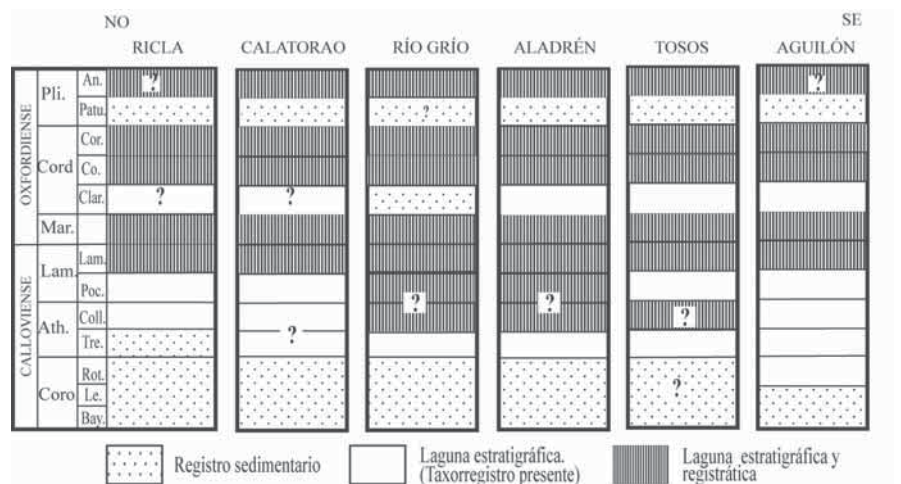 NO
SE
RICLA CALATORAO RÍO GRÍO ALADRÉN TOSOS AGUILÓN
OXFORDIENSE
Pli.
An.
?
?
Patu.
?
Cord
Cor.
Co.
Clar.
?
?
Mar.
CALLOVIENSE
Lam.
Lam.
Poc.
?
?
Ath.
Coll.
?
Tre.
?
Coro
Rot.
Le.
?
Bay.
Registro sedimentario
Laguna estratigráfica.
(Taxorregistro presente)
Laguna estratigráfica y
registrática